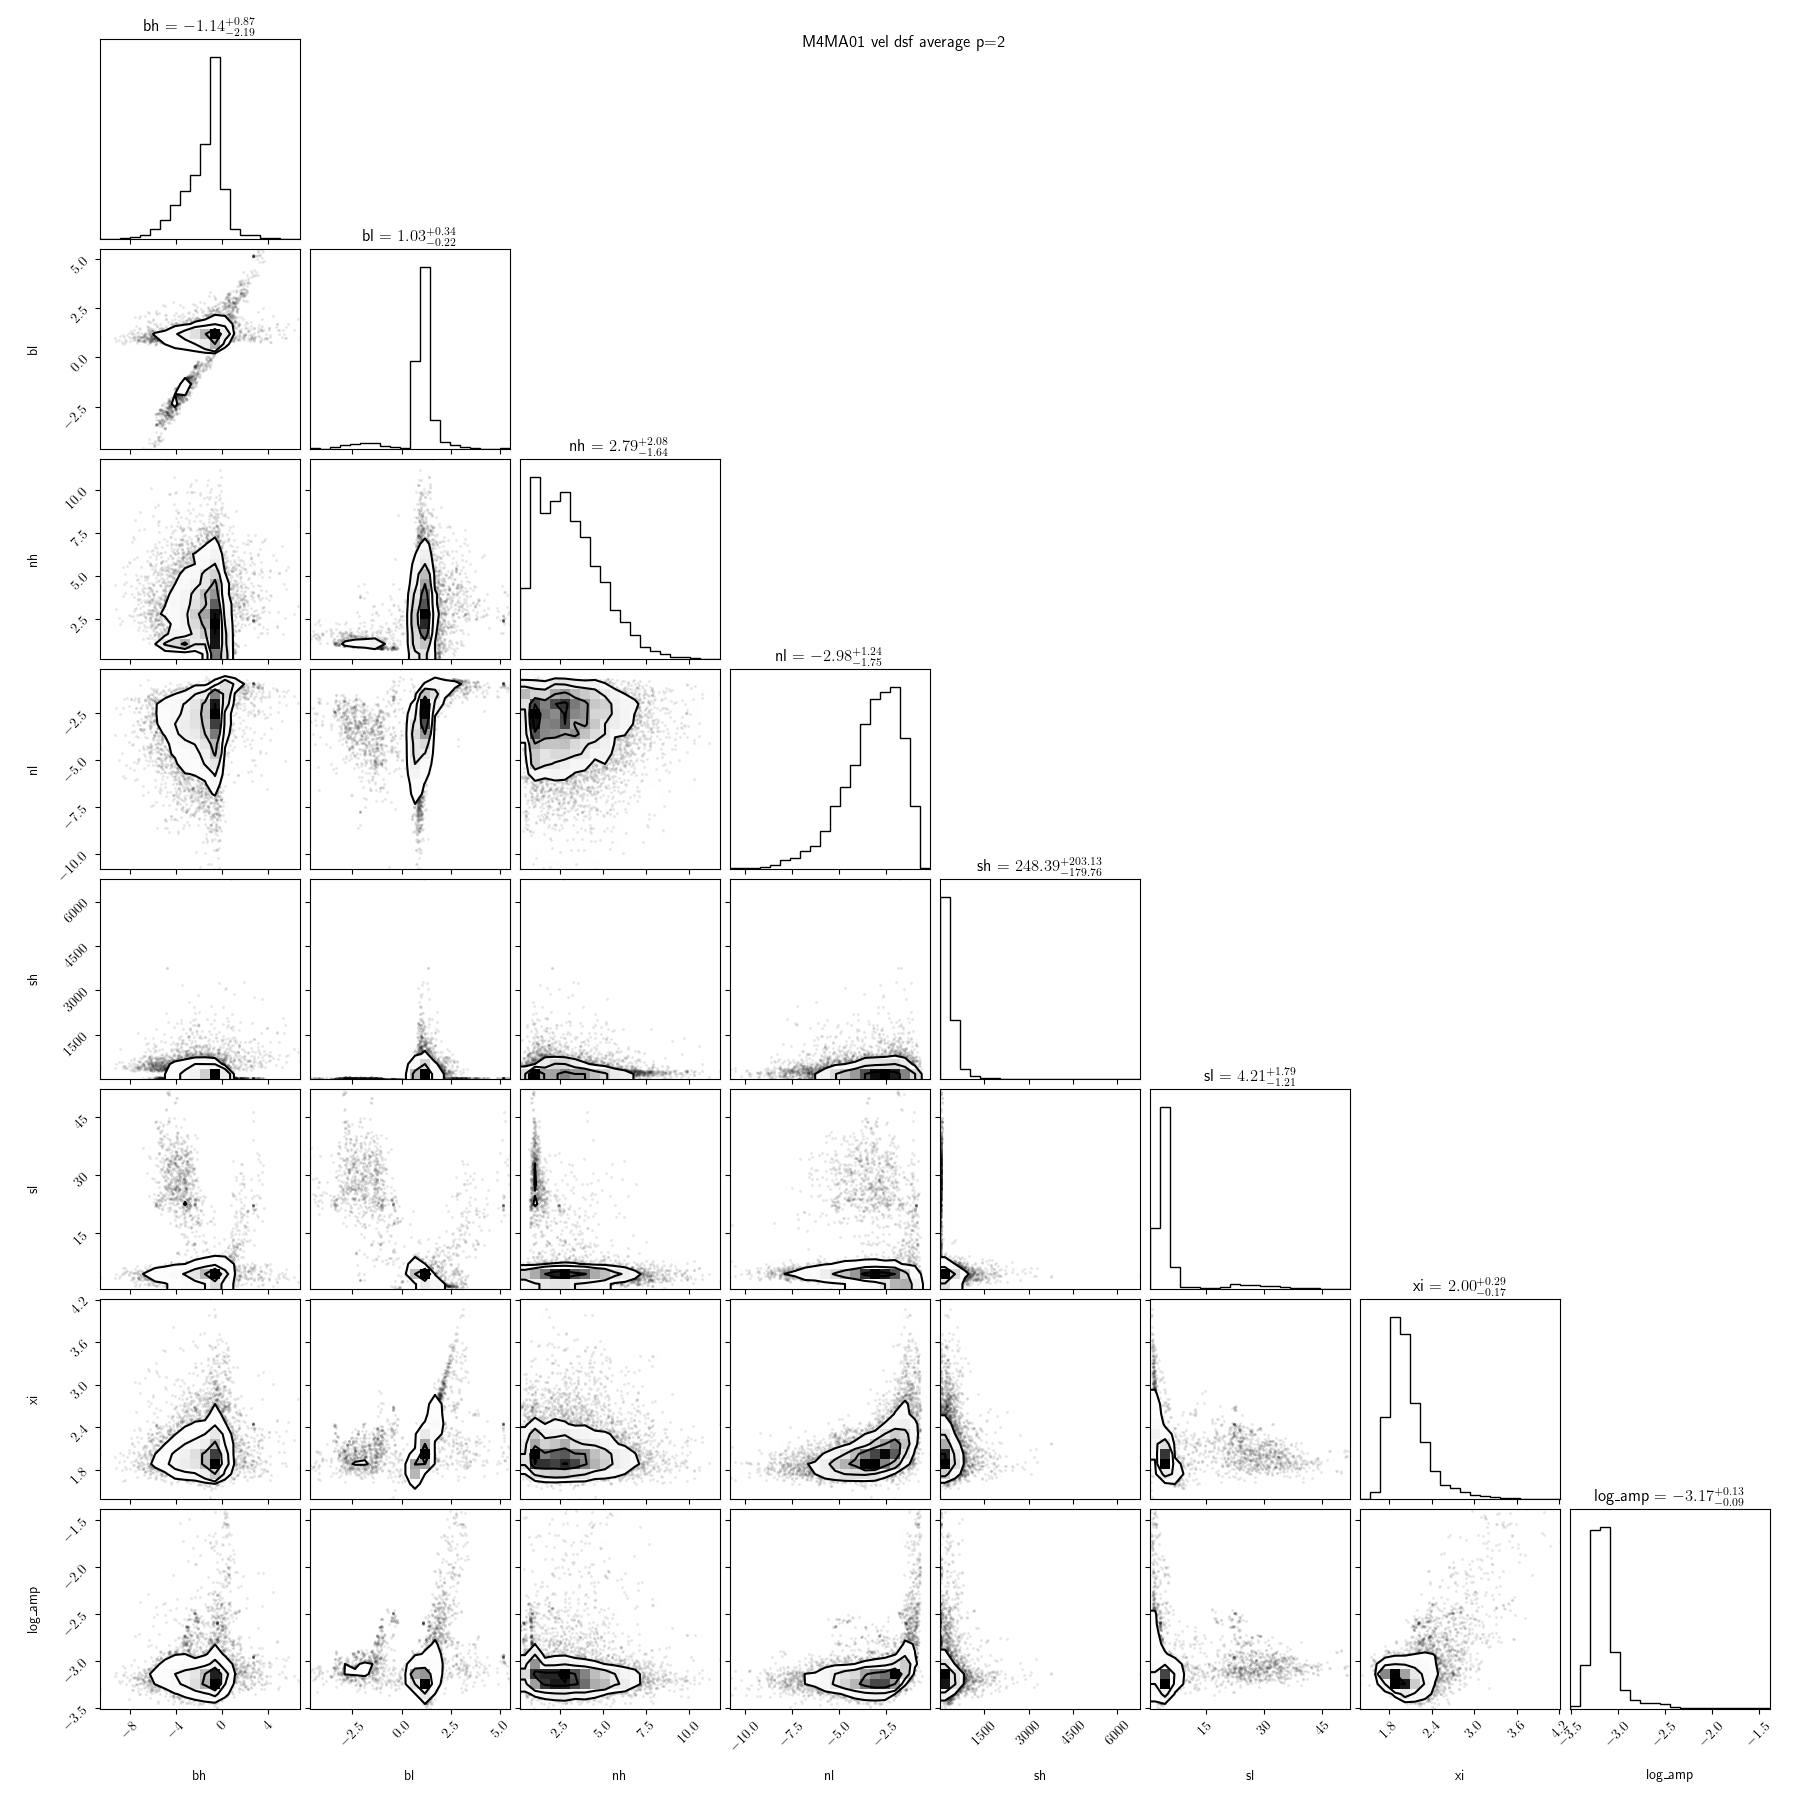 bh = −1.14 +0.87 −2.19
M4MA01 vel dsf average p=2
bl = 1.03 +0.34 −0.22
5.0
2.5
0.0
−2.5
bl
nh = 2.79 +2.08 −1.64
10.0
7.5
5.0
2.5
nh
nl = −2.98 +1.24 −1.75
−2.5
−5.0
−7.5
−10.0
nl
sh = 248.39 +203.13 −179.76
6000
4500
3000
1500
sh
sl = 4.21 +1.79 −1.21
45
30
15
sl
xi = 2.00 +0.29 −0.17
4.2
3.6
3.0
2.4
1.8
xi
log_amp = −3.17 +0.13 −0.09
−1.5
−2.0
−2.5
−3.0
−3.5
log_amp
−8 −4 0 4
−2.5 0.0 2.5 5.0
2.5 5.0 7.5 10.0
−10.0 −7.5 −5.0 −2.5
1500 3000 4500 6000
15 30 45
1.8 2.4 3.0 3.6 4.2
−3.5 −3.0 −2.5 −2.0 −1.5
bh bl nh nl sh sl xi log_amp